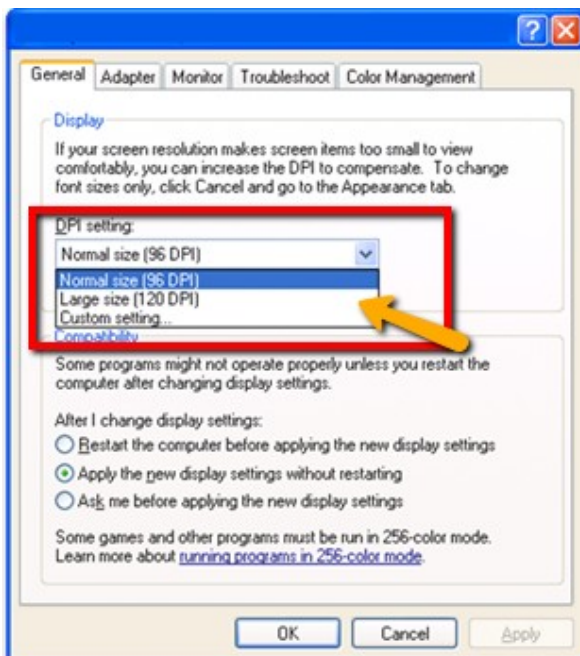 ?
General Adapter Monitor Troubleshoot Color Management
Display
If your screen resolution makes screen items too small to view
comfortably, you can increase the DPI to compensate. To change
font sizes only, click Cancel and go to the Appearance tab.
DPI setting:
Normal size (96 DPI)
Normal size (96 DPI)
Large size (120 DPI)
Custom setting...
Compatibility
Some programs might not operate properly unless you restart the
computer after changing display settings.
After I change display settings:
Restart the computer before applying the new display settings
Apply the new display settings without restarting
Ask me before applying the new display settings
Some games and other programs must be run in 256-color mode.
Learn more about running programs in 256-color mode.
OK Cancel Apply